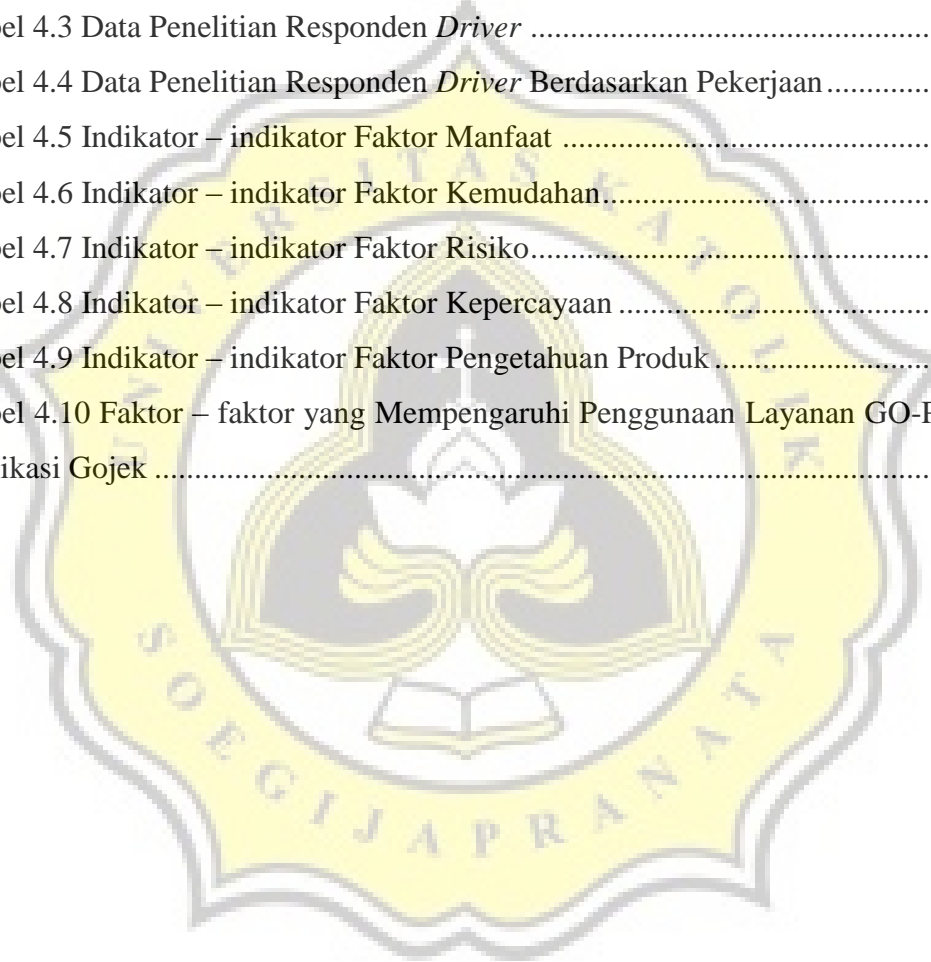 bel 4.3 Data Penelitian Responden Driver ....................................................
bel 4.4 Data Penelitian Responden Driver Berdasarkan Pekerjaan.............
bel 4.5 Indikator – indikator Faktor Manfaat ..............................................
bel 4.6 Indikator – indikator Faktor Kemudahan.........................................
bel 4.7 Indikator – indikator Faktor Risiko..................................................
bel 4.8 Indikator – indikator Faktor Kepercayaan .......................................
bel 4.9 Indikator – indikator Faktor Pengetahuan Produk...........................
bel 4.10 Faktor – faktor yang Mempengaruhi Penggunaan Layanan GO-F
ikasi Gojek ..................................................................................................
UNIVERSITAS KATOLIK
SOEGIJAPRANATA